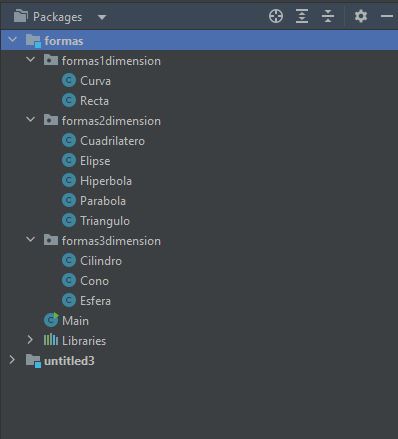 Packages
formas
formas1dimension
C Curva
C Recta
formas2dimension
C Cuadrilatero
C Elipse
C Hiperbola
C Parabola
C Triangulo
formas3dimension
C Cilindro
C Cono
C Esfera
C Main
Libraries
untitled3